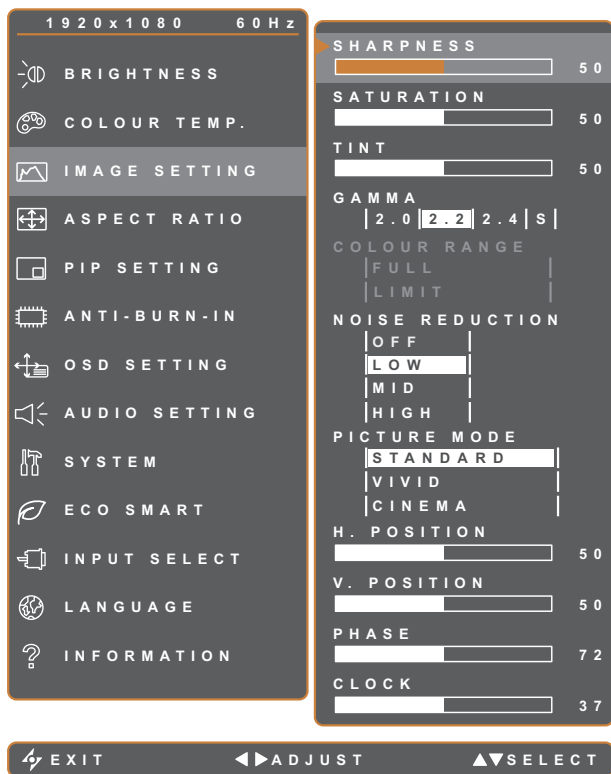 1920x1080 60Hz
BRIGHTNESS
COLOUR TEMP.
IMAGE SETTING
ASPECT RATIO
PIP SETTING
ANTI-BURN-IN
OSD SETTING
AUDIO SETTING
SYSTEM
ECO SMART
INPUT SELECT
LANGUAGE
INFORMATION
SHARPNESS
50
SATURATION
50
TINT
50
GAMMA
2.0 2.2 2.4 S
COLOUR RANGE
FULL
LIMIT
NOISE REDUCTION
OFF
LOW
MID
HIGH
PICTURE MODE
STANDARD
VIVID
CINEMA
H. POSITION
50
V. POSITION
50
PHASE
72
CLOCK
37
EXIT ADJUST SELECT